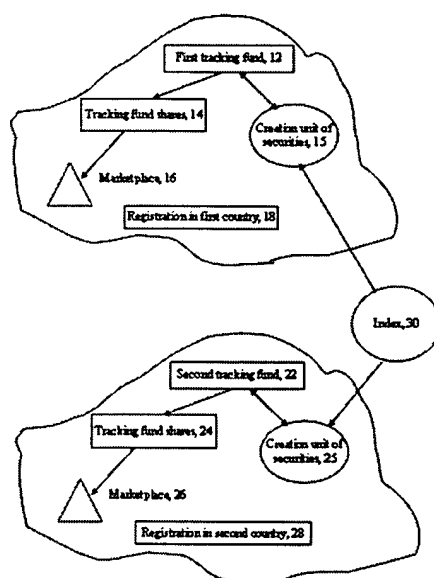 First tracking fund, 12
Tracking fund shares, 14
Creation unit of
securities, 15
Marketplace, 16
Registration in first country, 18
Index, 30
Second tracking fund, 22
Tracking fund shares, 24
Creation unit of
securities, 25
Marketplace, 26
Registration in second country, 28